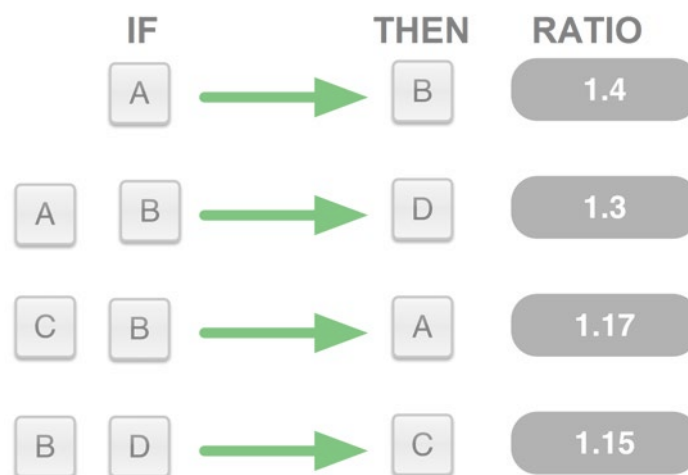 IF THEN RATIO
A B 1.4
A B D 1.3
C B A 1.17
B D C 1.15